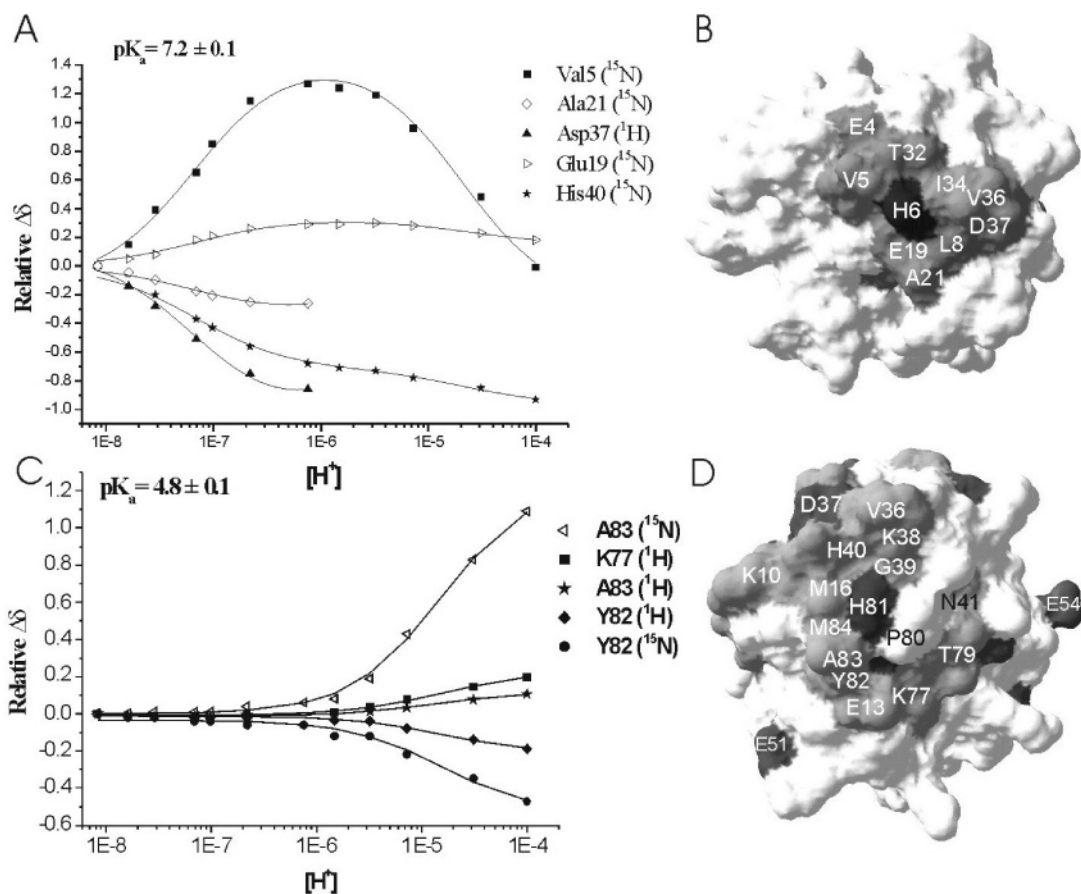 A
pKa = 7.2 ± 0.1
Relative Δδ
1.4
1.2
1.0
0.8
0.6
0.4
0.2
0.0
-0.2
-0.4
-0.6
-0.8
-1.0
1E-8
1E-7
1E-6
1E-5
1E-4
[H+]
Val5 (15N)
Ala21 (15N)
Asp37 (1H)
Glu19 (15N)
His40 (15N)
B
E4
T32
V5
I34
V36
H6
D37
E19
L8
A21
C
pKa = 4.8 ± 0.1
Relative Δδ
1.2
1.0
0.8
0.6
0.4
0.2
0.0
-0.2
-0.4
-0.6
1E-8
1E-7
1E-6
1E-5
1E-4
[H+]
A83 (15N)
K77 (1H)
A83 (1H)
Y82 (1H)
Y82 (15N)
D
D37
V36
K38
H40
G39
K10
M16
H81
N41
E54
M84
P80
A83
T79
Y82
K77
E13
E51